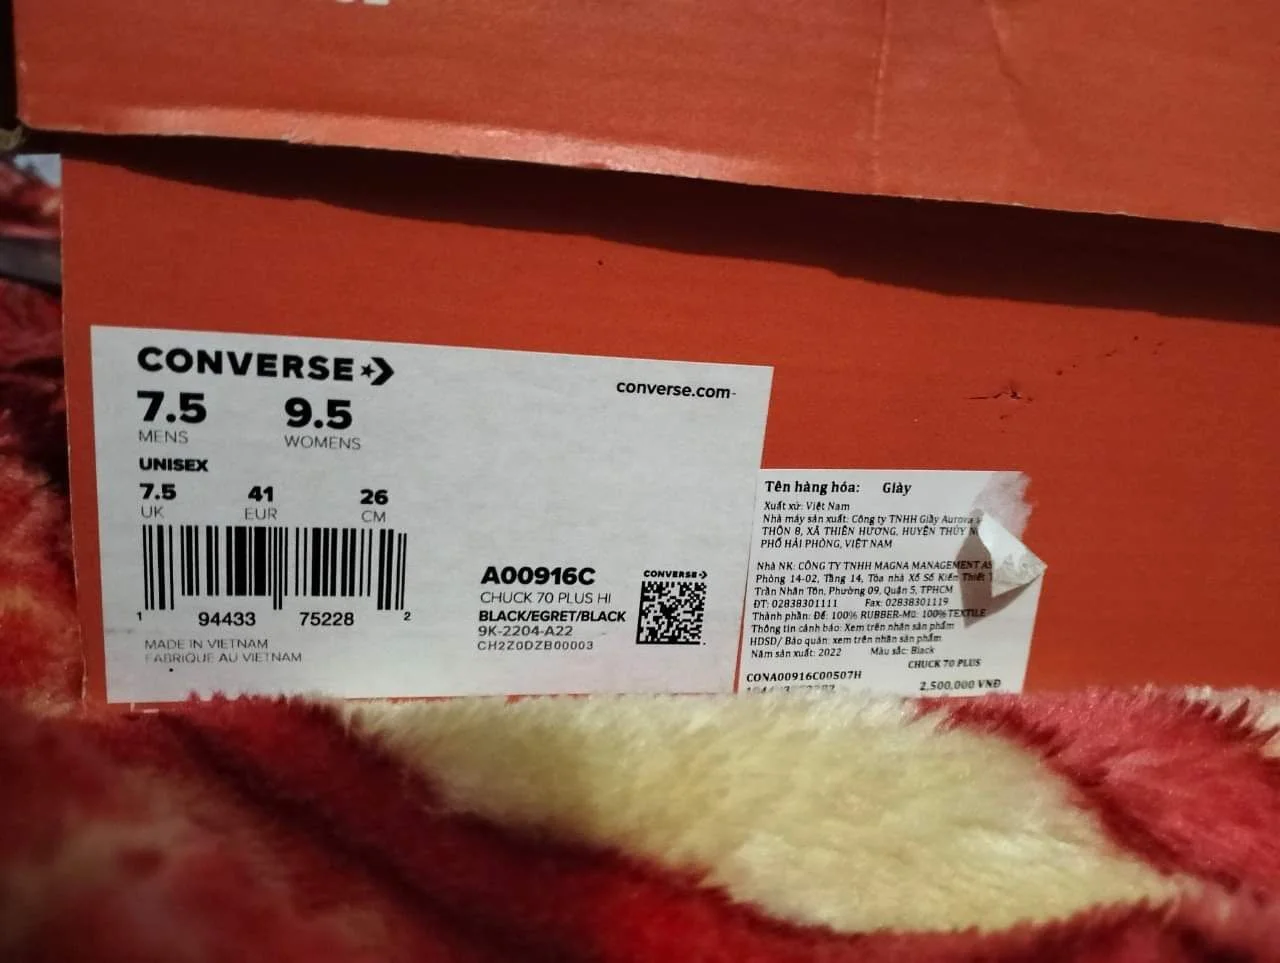 CONVERSE
converse.com
7.5 9.5
MENS WOMENS
UNISEX
7.5 41 26
UK EUR CM
1 94433 75228 2
MADE IN VIETNAM
FABRIQUE AU VIETNAM
A00916C
CHUCK 70 PLUS HI
BLACK/EGRET/BLACK
9K-2204-A22
CH2Z0DZB00003
CONVERSE
Tên hàng hóa: Giày
Xuất xứ: Việt Nam
Nhà máy sản xuất: Công ty TNHH Giày Aurora
THÔN 8, XÃ THIÊN HƯƠNG, HUYỆN THỦY
PHỐ HẢI PHÒNG, VIỆT NAM
Nhà NK: CÔNG TY TNHH MAGNA MANAGEMENT
Phòng 14-02, Tầng 14, Tòa nhà Xổ Số Kiến Thiết
Trần Nhân Tôn, Phường 09, Quận 5, TPHCM
ĐT: 02838301111 Fax: 02838301119
Thành phần: Đế: 100% RUBBER-Mũ: 100% TEXTILE
Thông tin cảnh báo: Xem trên nhãn sản phẩm
HDSD/ Bảo quản: xem trên nhãn sản phẩm
Năm sản xuất: 2022 Màu sắc: Black
CHUCK 70 PLUS
CONA00916C00507H
2,500,000 VNĐ